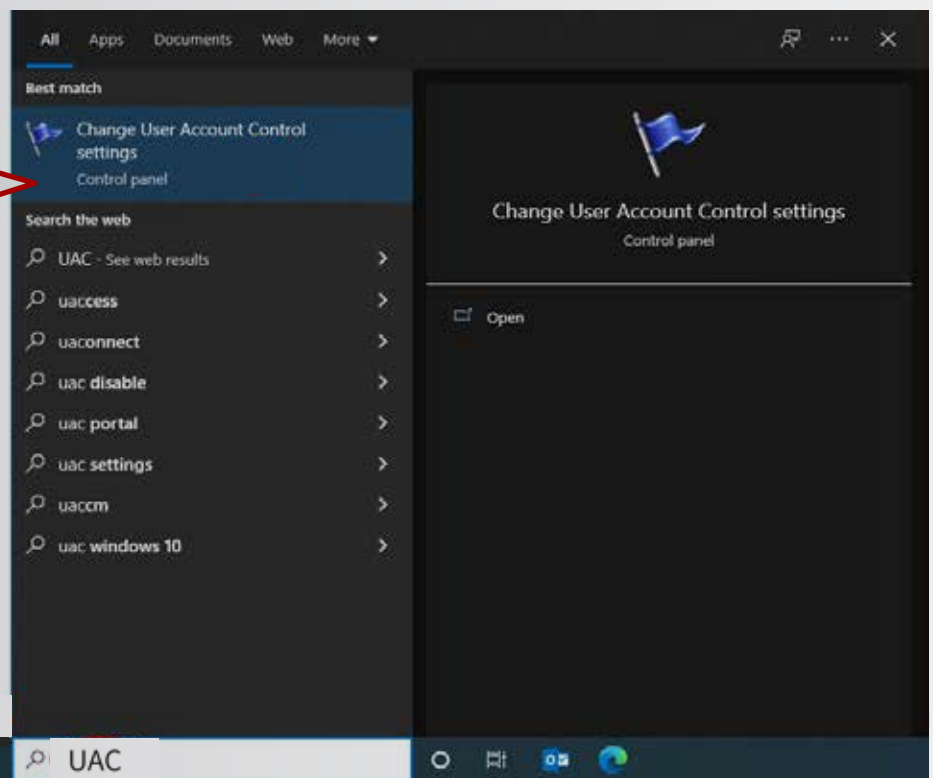 All Apps Documents Web More
Best match
Change User Account Control
settings
Control panel
Search the web
UAC - See web results
uaccess
uaconnect
uac disable
uac portal
uac settings
uaccm
uac windows 10
Change User Account Control settings
Control panel
Open
UAC